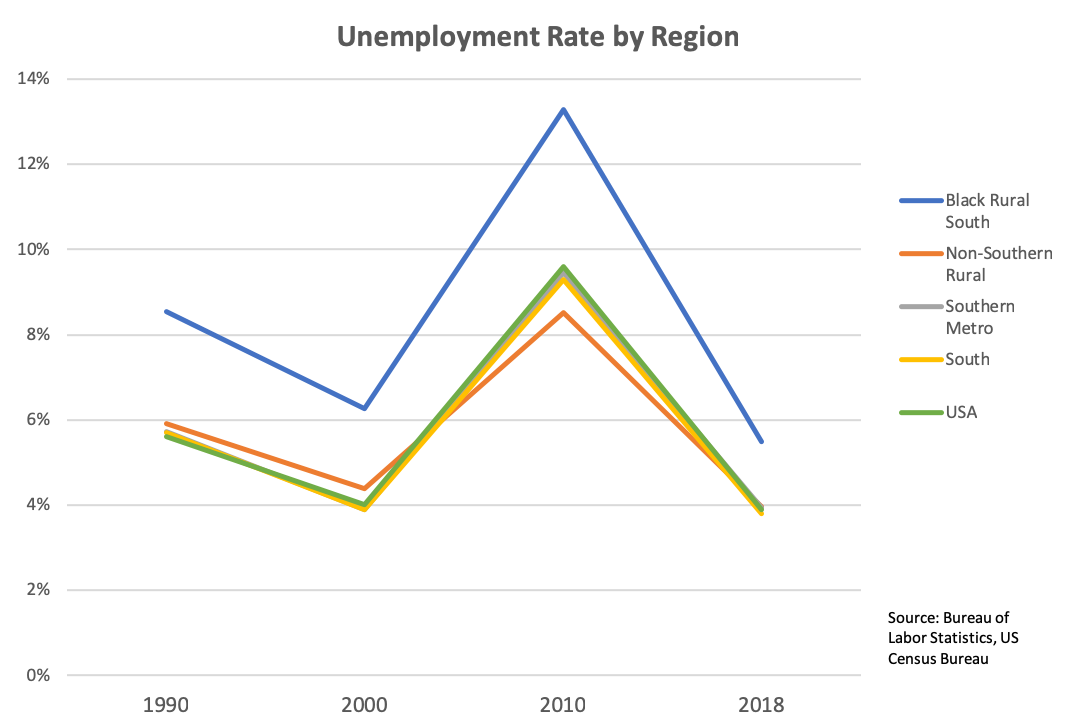 Unemployment Rate by Region
14%
12%
10%
8%
6%
4%
2%
0%
1990
2000
2010
2018
Black Rural
South
Non-Southern
Rural
Southern
Metro
South
USA
Source: Bureau of
Labor Statistics, US
Census Bureau